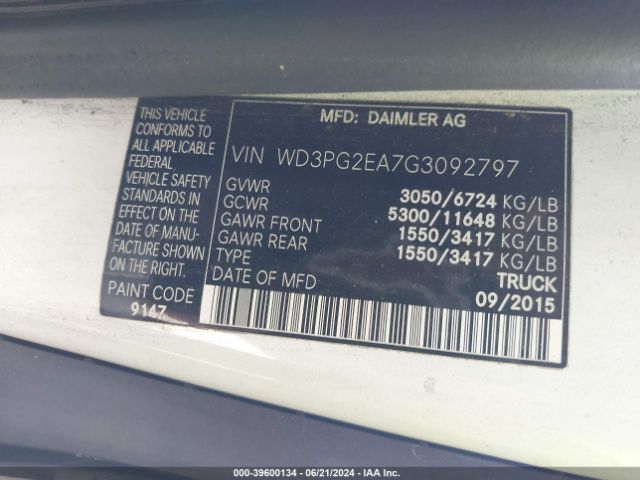 THIS VEHICLE
CONFORMS TO
ALL APPLICABLE
FEDERAL
VEHICLE SAFETY
STANDARDS IN
EFFECT ON THE
DATE OF MANU-
FACTURE SHOWN
ON THE RIGHT.
PAINT CODE
9147
MFD: DAIMLER AG
VIN WD3PG2EA7G3092797
GVWR 3050/6724 KG/LB
GCWR 5300/11648 KG/LB
GAWR FRONT 1550/3417 KG/LB
GAWR REAR 1550/3417 KG/LB
TYPE TRUCK
DATE OF MFD 09/2015
000-39600134 - 06/21/2024 - IAA Inc.